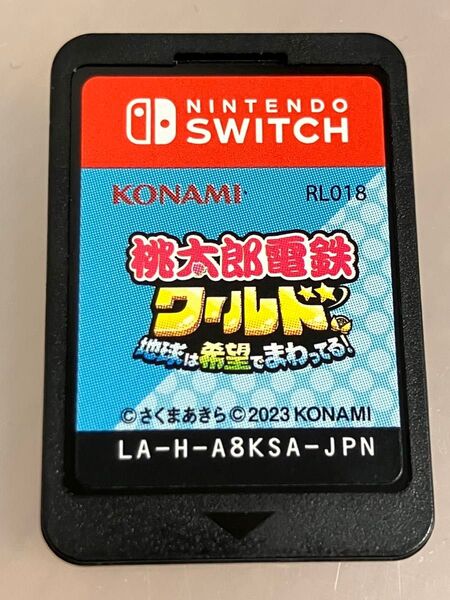 NINTENDO
SWITCH
KONAMI
RL018
桃太郎電鉄
ワールド
地球は希望でまわってる!
©さくまあきら©2023 KONAMI
LA-H-A8KSA-JPN